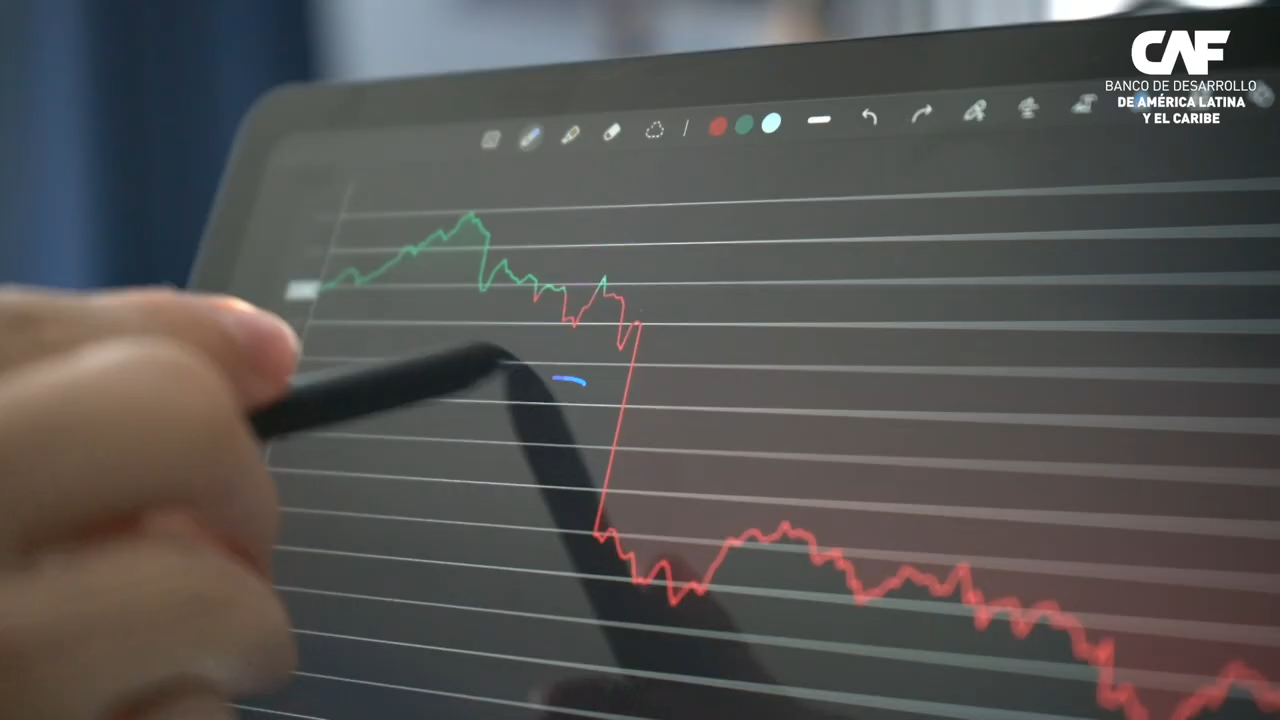 CAF
BANCO DE DESARROLLO
DE AMÉRICA LATINA
Y EL CARIBE